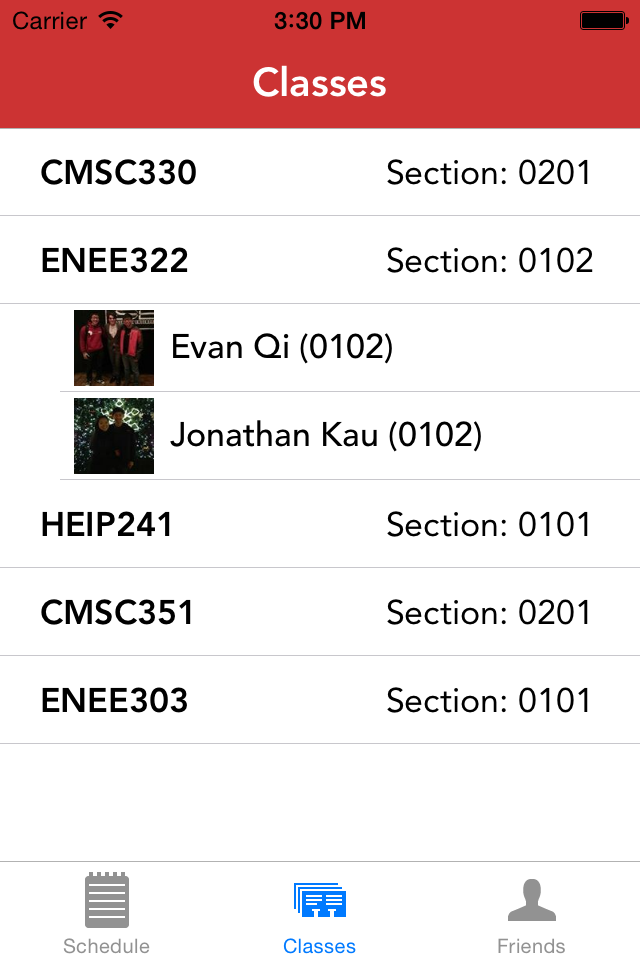 Carrier 3:30 PM
Classes
CMSC330 Section: 0201
ENEE322 Section: 0102
Evan Qi (0102)
Jonathan Kau (0102)
HEIP241 Section: 0101
CMSC351 Section: 0201
ENEE303 Section: 0101
Schedule Classes Friends